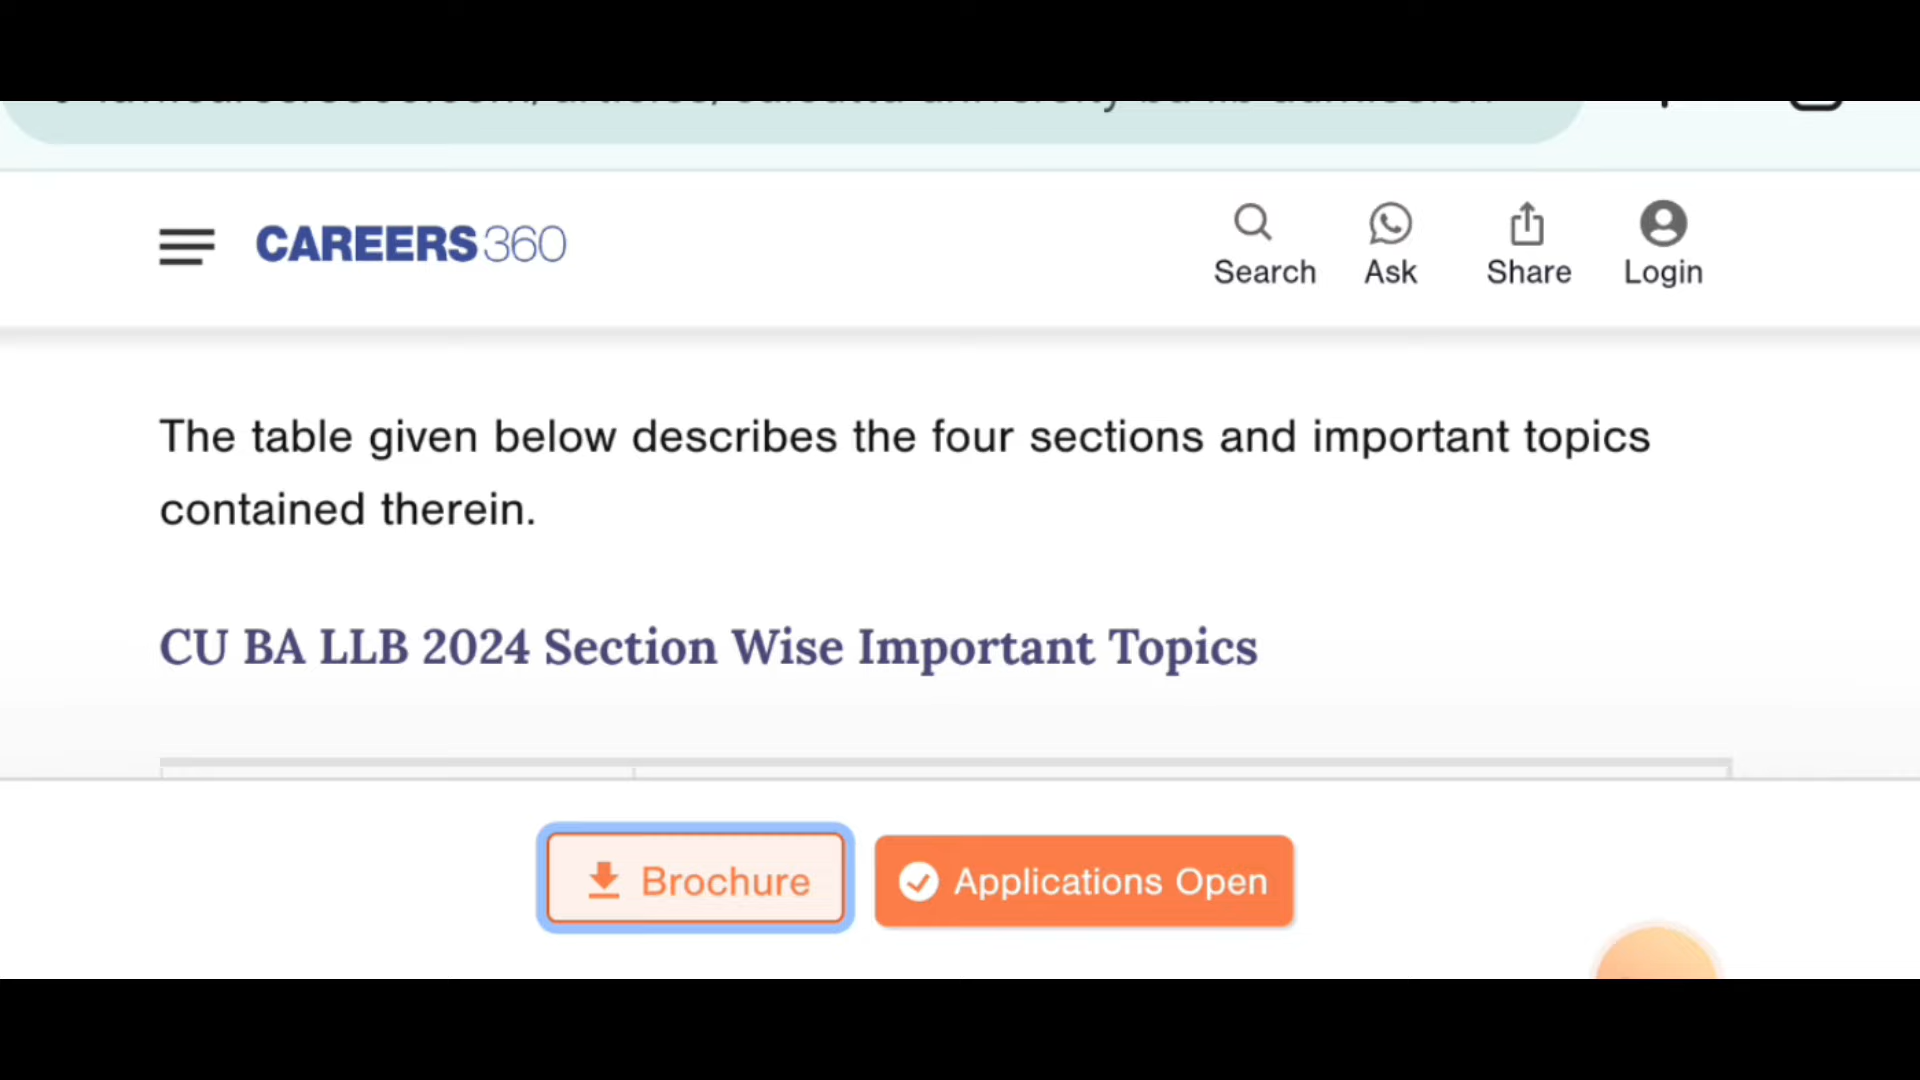 CAREERS360
Search Ask Share Login
The table given below describes the four sections and important topics
contained therein.
CU BA LLB 2024 Section Wise Important Topics
Brochure Applications Open